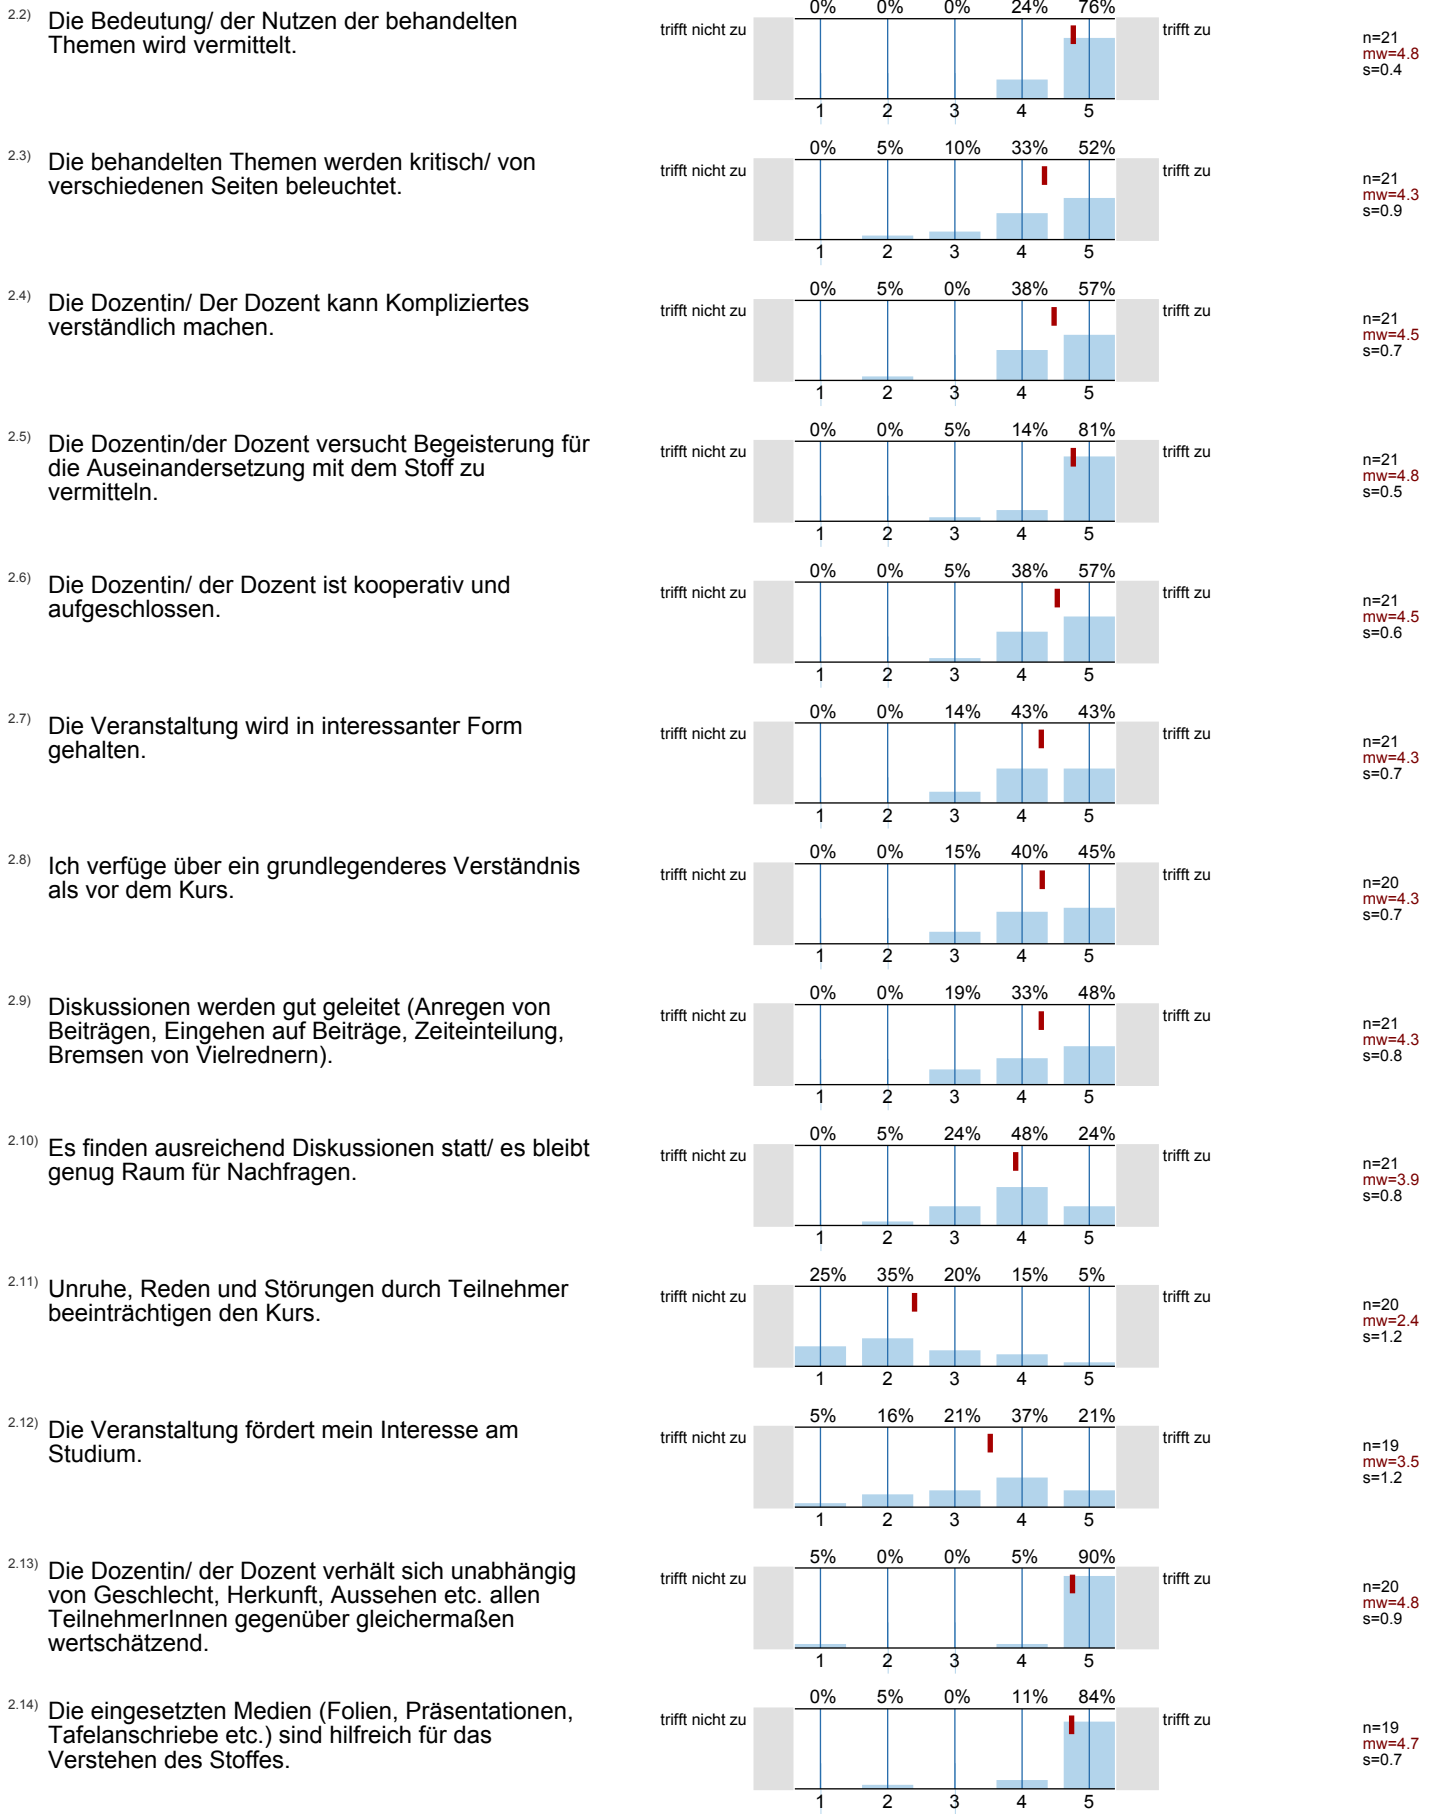 2.2) Die Bedeutung/ der Nutzen der behandelten
Themen wird vermittelt.
trifft nicht zu
0% 0% 0% 24% 76%
trifft zu
n=21
mw=4.8
s=0.4
1 2 3 4 5
2.3) Die behandelten Themen werden kritisch/ von
verschiedenen Seiten beleuchtet.
trifft nicht zu
0% 5% 10% 33% 52%
trifft zu
n=21
mw=4.3
s=0.9
1 2 3 4 5
2.4) Die Dozentin/ Der Dozent kann Kompliziertes
verständlich machen.
trifft nicht zu
0% 5% 0% 38% 57%
trifft zu
n=21
mw=4.5
s=0.7
1 2 3 4 5
2.5) Die Dozentin/der Dozent versucht Begeisterung für
die Auseinandersetzung mit dem Stoff zu
vermitteln.
trifft nicht zu
0% 0% 5% 14% 81%
trifft zu
n=21
mw=4.8
s=0.5
1 2 3 4 5
2.6) Die Dozentin/ der Dozent ist kooperativ und
aufgeschlossen.
trifft nicht zu
0% 0% 5% 38% 57%
trifft zu
n=21
mw=4.5
s=0.6
1 2 3 4 5
2.7) Die Veranstaltung wird in interessanter Form
gehalten.
trifft nicht zu
0% 0% 14% 43% 43%
trifft zu
n=21
mw=4.3
s=0.7
1 2 3 4 5
2.8) Ich verfüge über ein grundlegenderes Verständnis
als vor dem Kurs.
trifft nicht zu
0% 0% 15% 40% 45%
trifft zu
n=20
mw=4.3
s=0.7
1 2 3 4 5
2.9) Diskussionen werden gut geleitet (Anregen von
Beiträgen, Eingehen auf Beiträge, Zeiteinteilung,
Bremsen von Vielrednern).
trifft nicht zu
0% 0% 19% 33% 48%
trifft zu
n=21
mw=4.3
s=0.8
1 2 3 4 5
2.10) Es finden ausreichend Diskussionen statt/ es bleibt
genug Raum für Nachfragen.
trifft nicht zu
0% 5% 24% 48% 24%
trifft zu
n=21
mw=3.9
s=0.8
1 2 3 4 5
2.11) Unruhe, Reden und Störungen durch Teilnehmer
beeinträchtigen den Kurs.
trifft nicht zu
25% 35% 20% 15% 5%
trifft zu
n=20
mw=2.4
s=1.2
1 2 3 4 5
2.12) Die Veranstaltung fördert mein Interesse am
Studium.
trifft nicht zu
5% 16% 21% 37% 21%
trifft zu
n=19
mw=3.5
s=1.2
1 2 3 4 5
2.13) Die Dozentin/ der Dozent verhält sich unabhängig
von Geschlecht, Herkunft, Aussehen etc. allen
TeilnehmerInnen gegenüber gleichermaßen
wertschätzend.
trifft nicht zu
5% 0% 0% 5% 90%
trifft zu
n=20
mw=4.8
s=0.9
1 2 3 4 5
2.14) Die eingesetzten Medien (Folien, Präsentationen,
Tafelanschriebe etc.) sind hilfreich für das
Verstehen des Stoffes.
trifft nicht zu
0% 5% 0% 11% 84%
trifft zu
n=19
mw=4.7
s=0.7
1 2 3 4 5